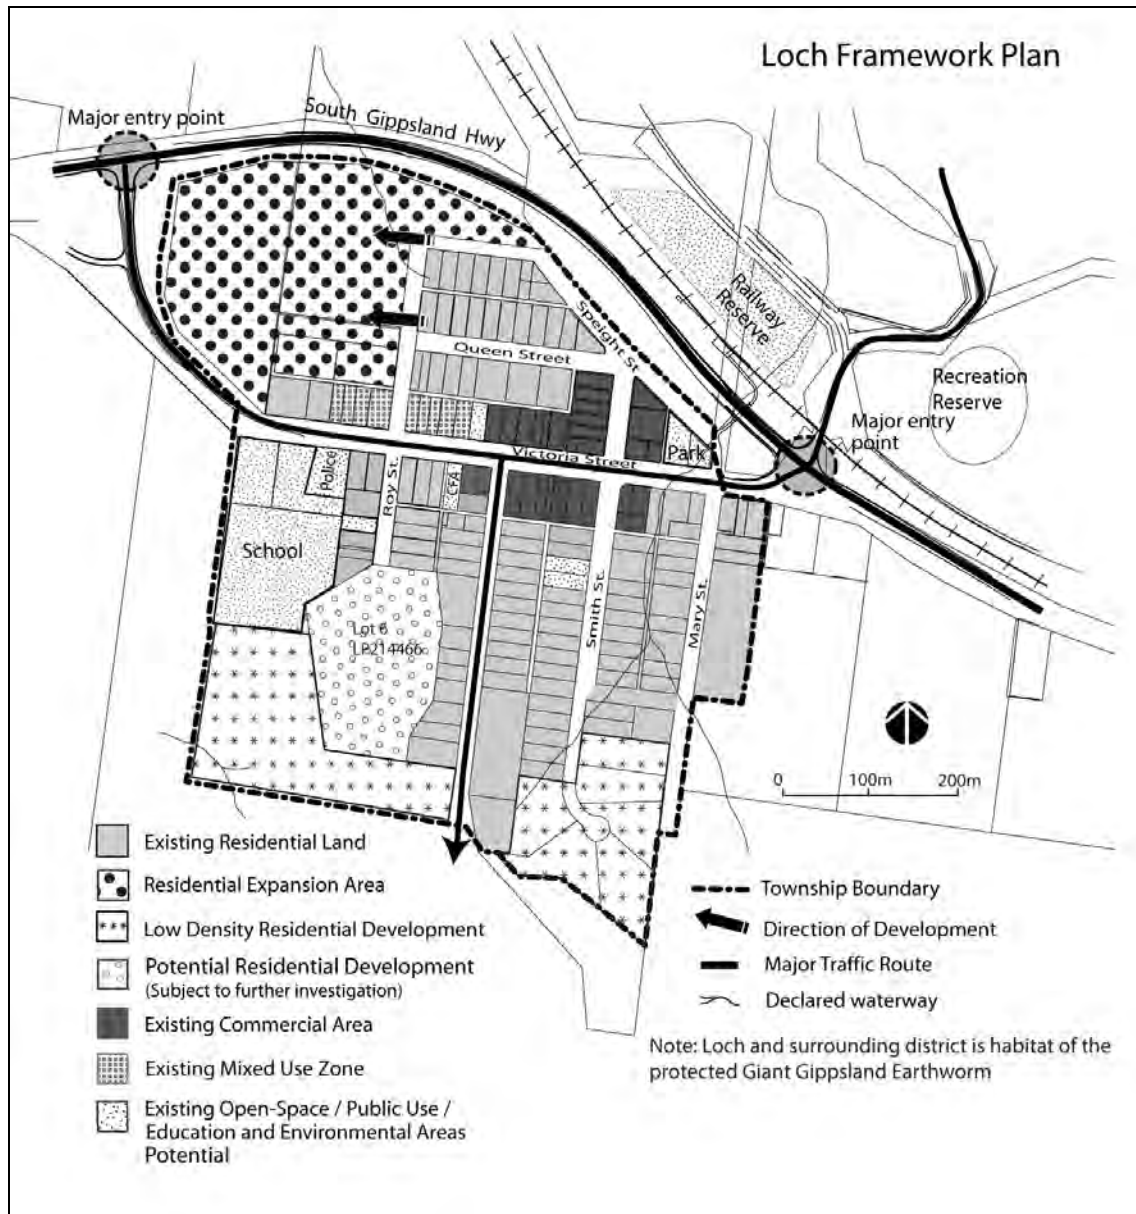 Loch Framework Plan
Major entry point
South Gippsland Hwy
Railway
Reserve
Speight St
Queen Street
Recreation
Reserve
Major entry
point
Victoria Street
Park
Police
Roy St.
CFA
School
Lot 6
LP214466
Smith St.
Mary St.
0 100m 200m
Existing Residential Land
Residential Expansion Area
Low Density Residential Development
Potential Residential Development
(Subject to further investigation)
Existing Commercial Area
Existing Mixed Use Zone
Existing Open-Space / Public Use /
Education and Environmental Areas
Potential
Township Boundary
Direction of Development
Major Traffic Route
Declared waterway
Note: Loch and surrounding district is habitat of the
protected Giant Gippsland Earthworm